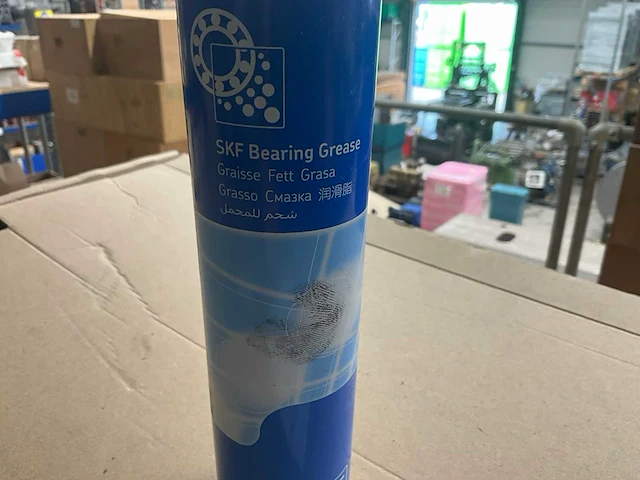 SKF Bearing Grease
Graisse Fett Grasa
Grasso Смазка 润滑脂
شحم للمحمل